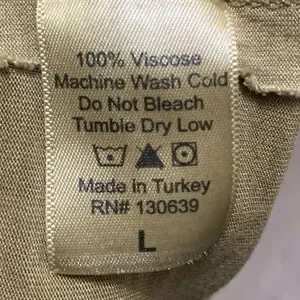 100% Viscose
Machine Wash Cold
Do Not Bleach
Tumble Dry Low
Made in Turkey
RN# 130639
L